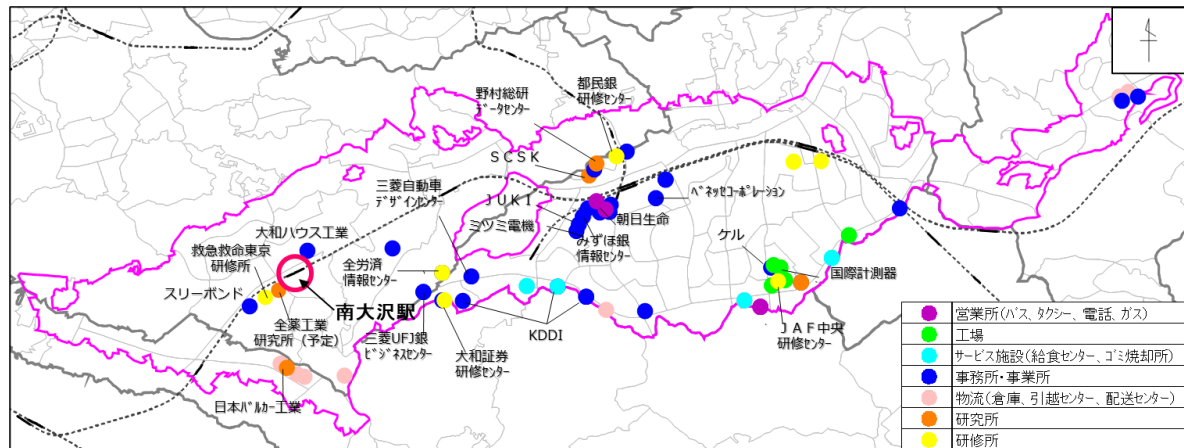 都民銀
研修ｾﾝﾀｰ
野村総研
ﾃﾞｰﾀｾﾝﾀｰ
ＳＣＳＫ
三菱自動車
ﾃﾞｻﾞｲﾝｾﾝﾀｰ
ＪＵＫＩ
ミツミ電機
ﾍﾞﾈｯｾｺｰﾎﾟﾚｰｼｮﾝ
朝日生命
みずほ銀
情報センター
大和ハウス工業
救急救命東京
研修所
スリーボンド
全労済
情報センター
ケル
国際計測器
南大沢駅
全薬工業
研究所（予定）
三菱UFJ銀
ﾋﾞｼﾞﾈｽｾﾝﾀｰ
KDDI
大和証券
研修センター
ＪＡＦ中央
研修センター
日本ﾊﾞﾙｶｰ工業
営業所(バス、タクシー、電話、ガス)
工場
サービス施設(給食センター、ゴミ焼却所)
事務所・事業所
物流(倉庫、引越センター、配送センター)
研究所
研修所